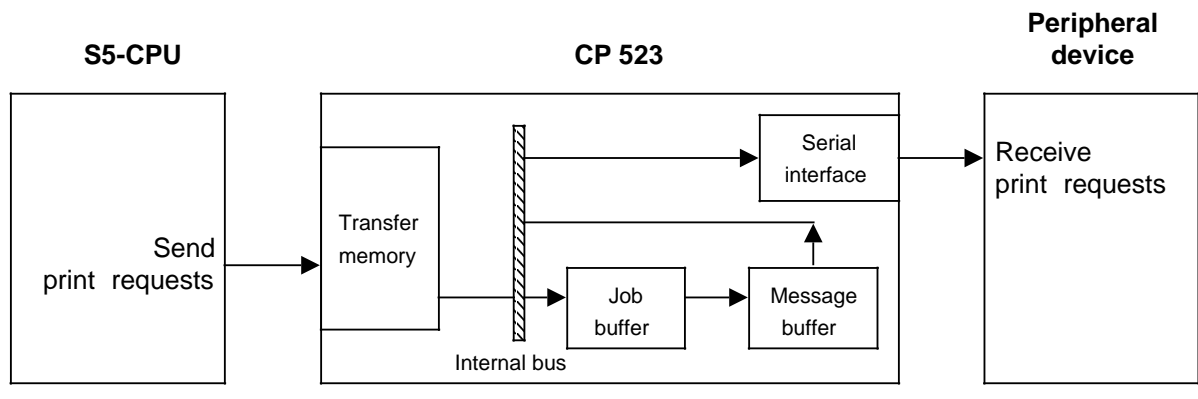 Peripheral
device
S5-CPU
CP 523
Serial
interface
Receive
print requests
Transfer
memory
Send
print requests
Job
buffer
Message
buffer
Internal bus